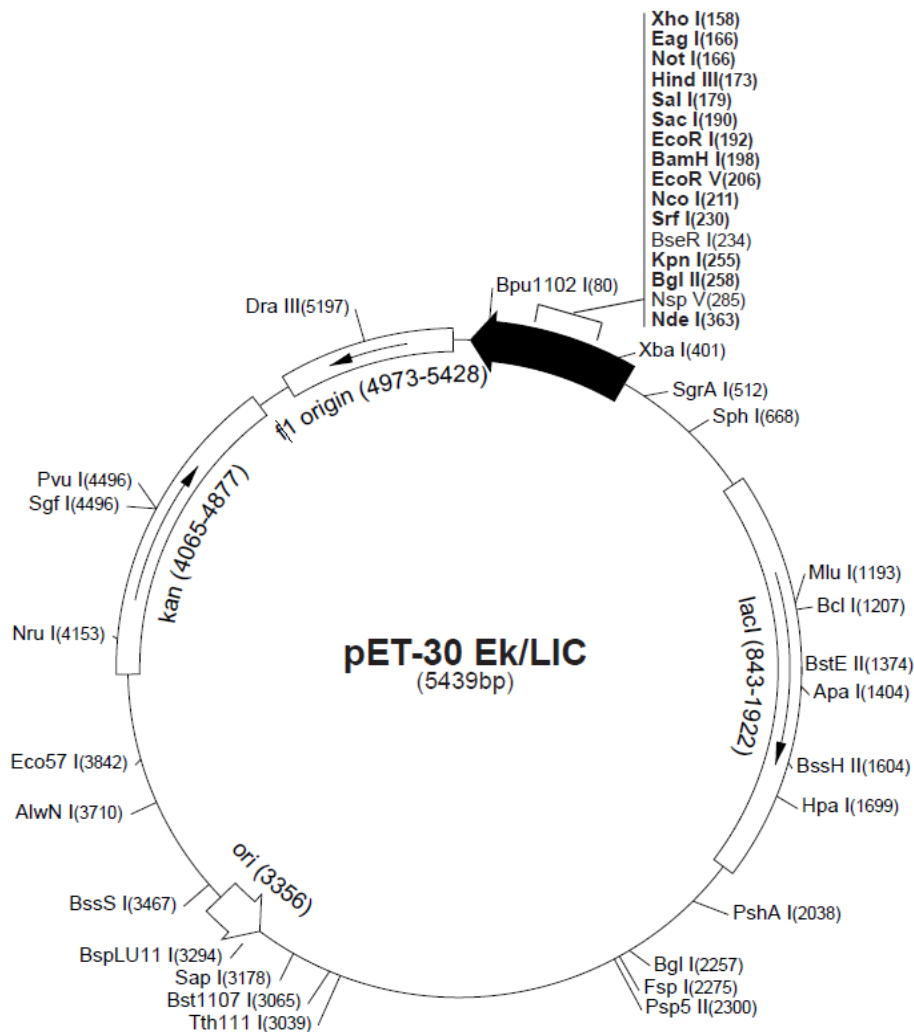 Xho I(158)
Eag I(166)
Not I(166)
Hind III(173)
Sal I(179)
Sac I(190)
EcoR I(192)
BamH I(198)
EcoR V(206)
Nco I(211)
Srf I(230)
BseR I(234)
Kpn I(255)
Bgl II(258)
Nsp V(285)
Nde I(363)
Bpu1102 I(80)
Dra III(5197)
Xba I(401)
SgrA I(512)
Sph I(668)
f1 origin (4973-5428)
Pvu I(4496)
Sgf I(4496)
kan (4065-4877)
Mlu I(1193)
Bcl I(1207)
lacI (843-1922)
Nru I(4153)
pET-30 Ek/LIC
(5439bp)
BstE II(1374)
Apa I(1404)
Eco57 I(3842)
BssH II(1604)
AlwN I(3710)
Hpa I(1699)
ori (3356)
BssS I(3467)
PshA I(2038)
BspLU11 I(3294)
Sap I(3178)
Bst1107 I(3065)
Tth111 I(3039)
Bgl I(2257)
Fsp I(2275)
Psp5 II(2300)